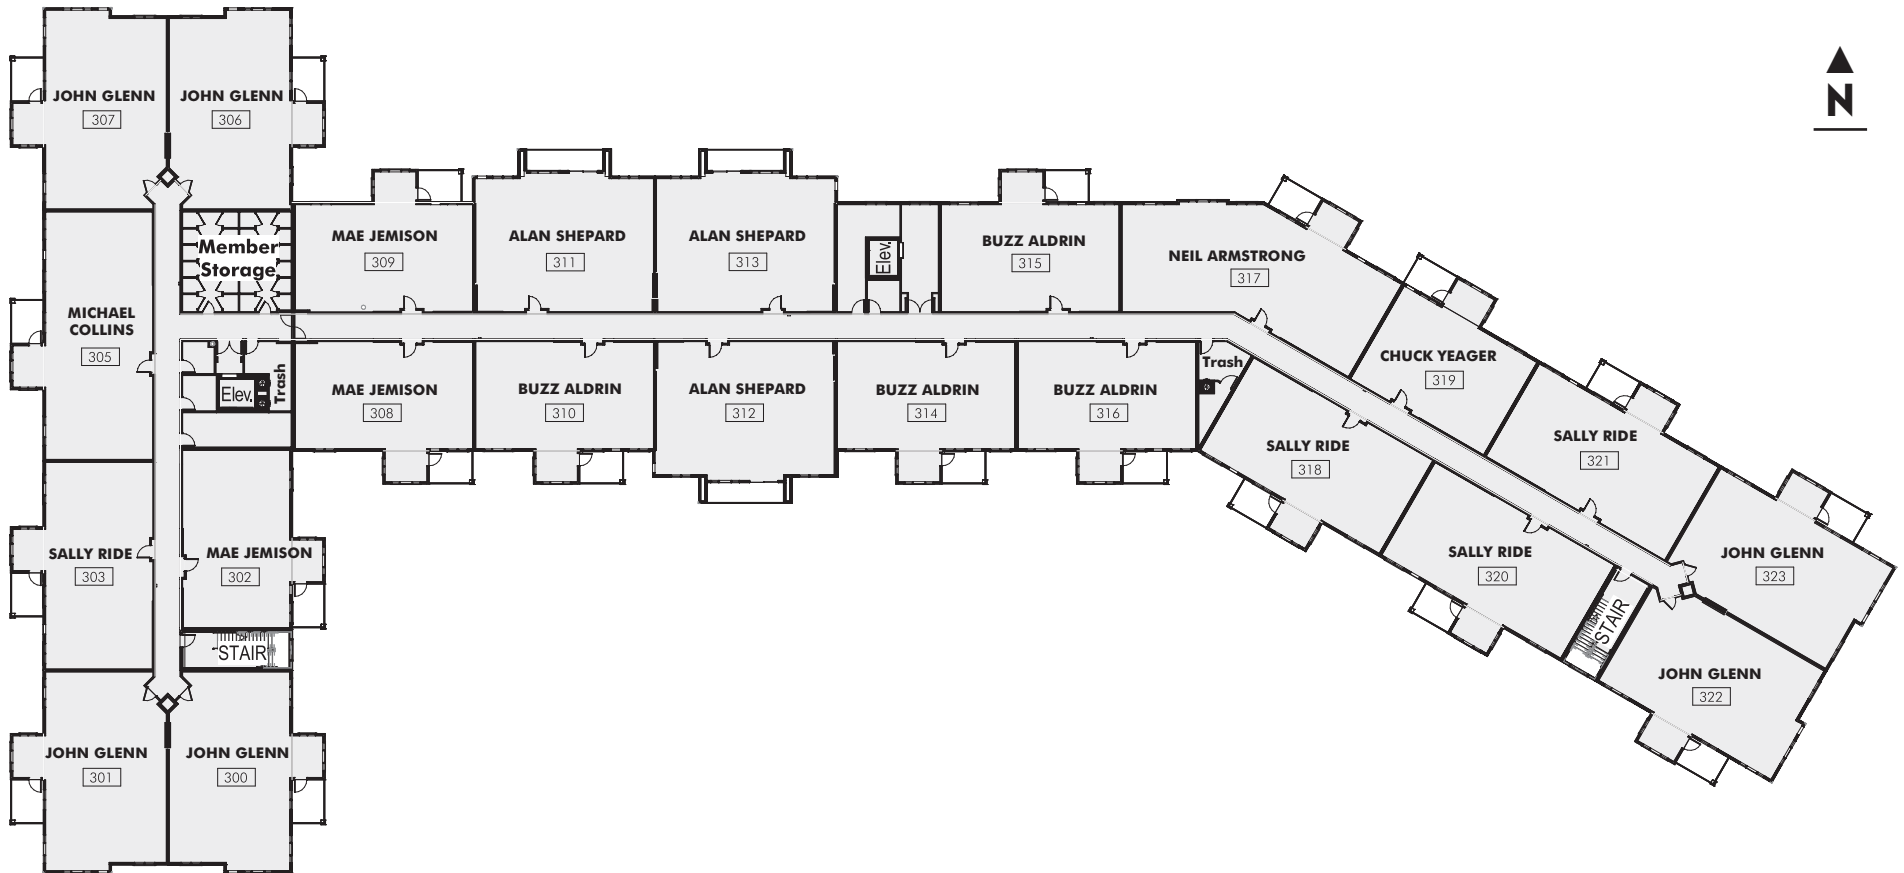 JOHN GLENN
307
JOHN GLENN
306
N
Member
Storage
MAE JEMISON
309
ALAN SHEPARD
311
ALAN SHEPARD
313
Elev.
BUZZ ALDRIN
315
NEIL ARMSTRONG
317
MICHAEL
COLLINS
305
Elev.
Trash
MAE JEMISON
308
BUZZ ALDRIN
310
ALAN SHEPARD
312
BUZZ ALDRIN
314
BUZZ ALDRIN
316
Trash
CHUCK YEAGER
319
SALLY RIDE
318
SALLY RIDE
321
SALLY RIDE
303
MAE JEMISON
302
SALLY RIDE
320
JOHN GLENN
323
STAIR
STAIR
JOHN GLENN
322
JOHN GLENN
301
JOHN GLENN
300